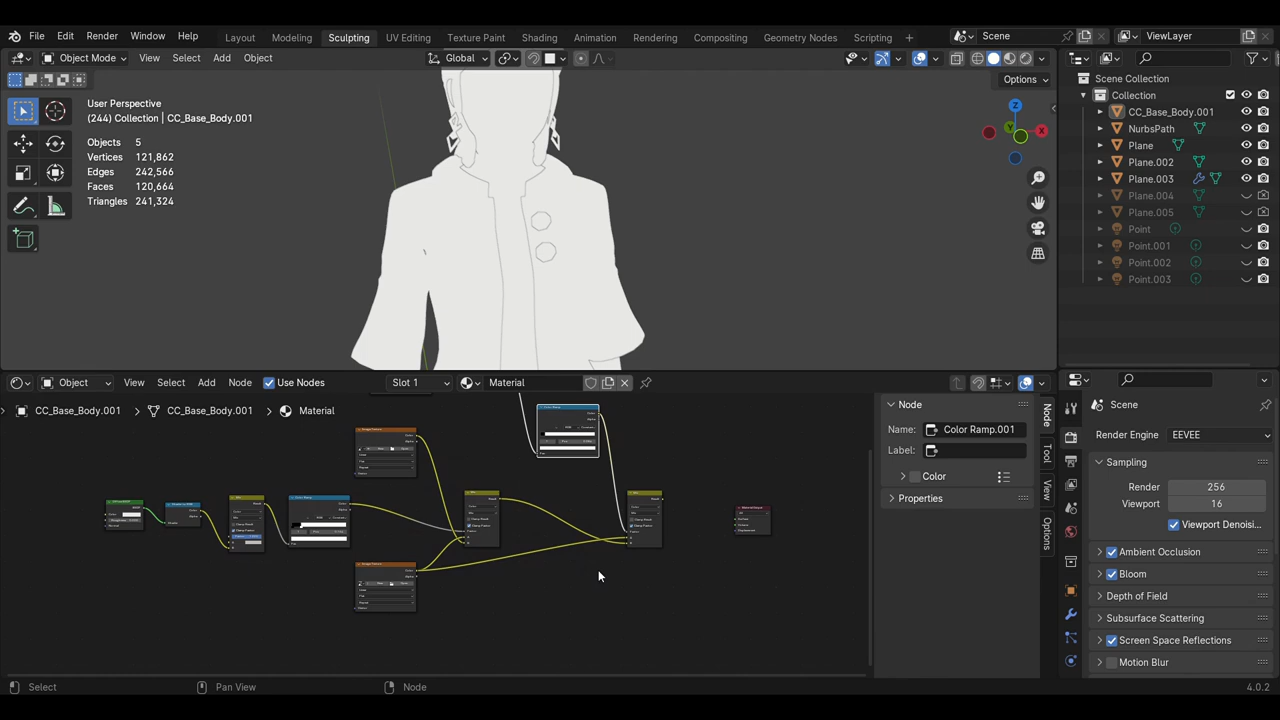 File Edit Render Window Help Layout Modeling Sculpting UV Editing Texture Paint Shading Animation Rendering Compositing Geometry Nodes Scripting + Scene ViewLayer
Object Mode View Select Add Object Global
Options
User Perspective
(244) Collection | CC_Base_Body.001
Objects 5
Vertices 121,862
Edges 242,566
Faces 120,664
Triangles 241,324
Z
X
Y
Scene Collection
Collection
CC_Base_Body.001
NurbsPath
Plane
Plane.002
Plane.003
Plane.004
Plane.005
Point
Point.001
Point.002
Point.003
Object View Select Add Node Use Nodes Slot 1 Material
CC_Base_Body.001 > CC_Base_Body.001 > Material
Node
Name: Color Ramp.001
Label:
Color
Properties
Node
Tool
View
Options
Scene
Render Engine EEVEE
Sampling
Render 256
Viewport 16
Viewport Denoisi...
Ambient Occlusion
Bloom
Depth of Field
Subsurface Scattering
Screen Space Reflections
Motion Blur
Select Pan View Node 4.0.2